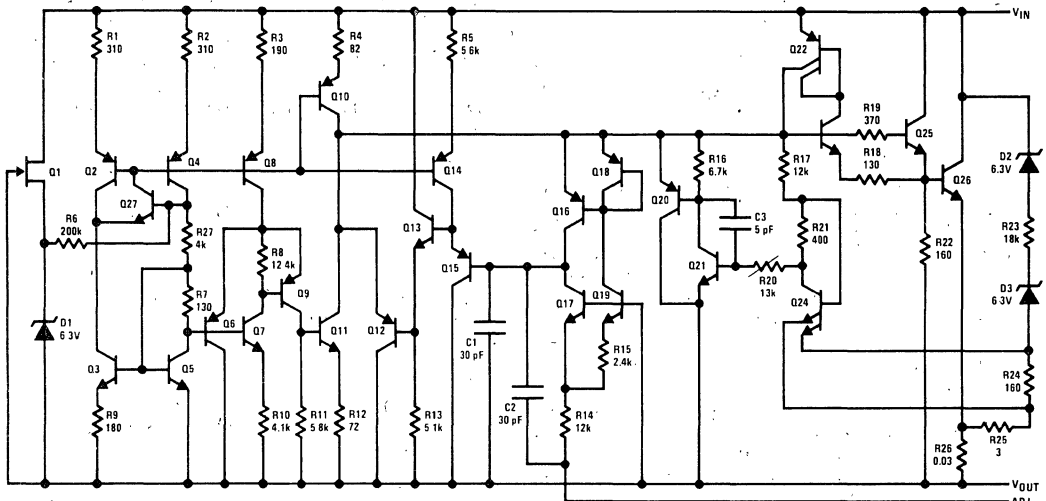 VIN
R1
310
R2
310
R3
190
R4
82
R5
5 6k
Q22
Q10
R19
370
Q25
R18
130
Q26
D2
6.3V
Q1
Q2
Q4
Q8
Q14
Q18
R16
6.7k
R17
12k
Q27
Q16
Q20
C3
5 pF
R21
400
R22
160
R23
18k
R6
200k
R27
4k
Q13
R8
12 4k
Q15
R7
130
Q9
Q21
R20
13k
Q24
D3
6 3V
D1
6 3V
Q6
Q7
Q11
Q12
Q17
Q19
C1
30 pF
R15
2.4k
Q3
Q5
R24
160
C2
30 pF
R9
180
R10
4.1k
R11
5 8k
R12
72
R13
5 1k
R14
12k
R26
0.03
R25
3
VOUT
ADJ